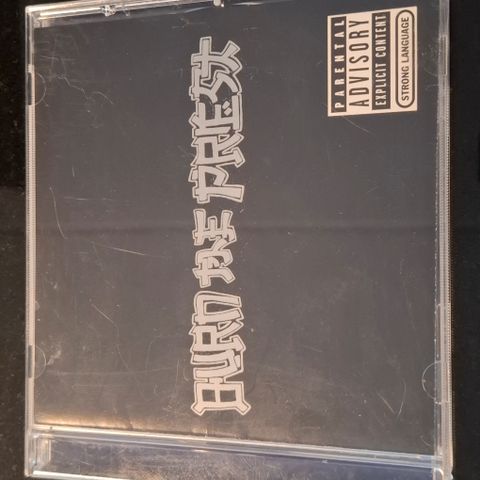 BURN THE PRIEST
PARENTAL
ADVISORY
EXPLICIT CONTENT
STRONG LANGUAGE